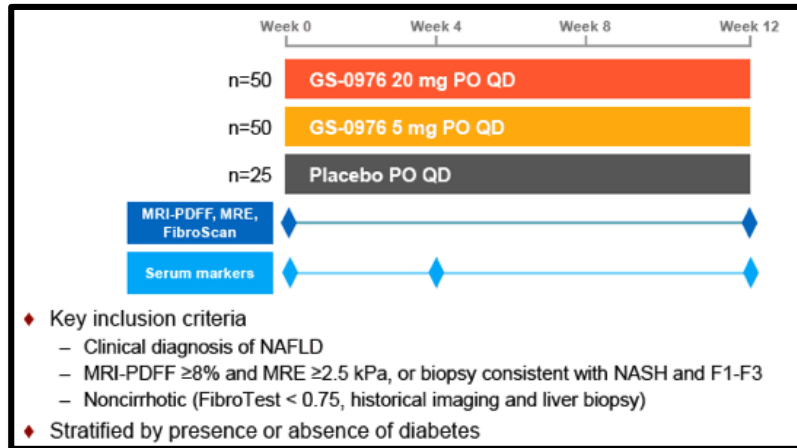 Week 0 Week 4 Week 8 Week 12
n=50 GS-0976 20 mg PO QD
n=50 GS-0976 5 mg PO QD
n=25 Placebo PO QD
MRI-PDFF, MRE,
FibroScan
Serum markers
♦ Key inclusion criteria
– Clinical diagnosis of NAFLD
– MRI-PDFF ≥8% and MRE ≥2.5 kPa, or biopsy consistent with NASH and F1-F3
– Noncirrhotic (FibroTest < 0.75, historical imaging and liver biopsy)
♦ Stratified by presence or absence of diabetes